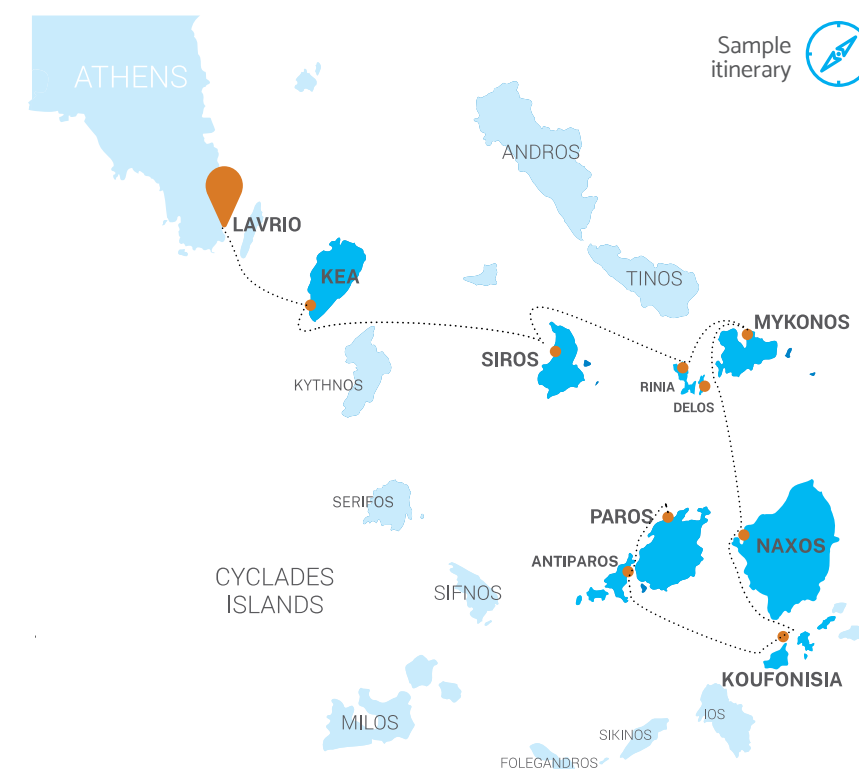 Sample
itinerary
ATHENS
ANDROS
LAVRIO
KEA
TINOS
MYKONOS
SIROS
RINIA
KYTHNOS
DELOS
SERIFOS
PAROS
NAXOS
ANTIPAROS
CYCLADES
ISLANDS
SIFNOS
KOUFONISIA
MILOS
IOS
SIKINOS
FOLEGANDROS